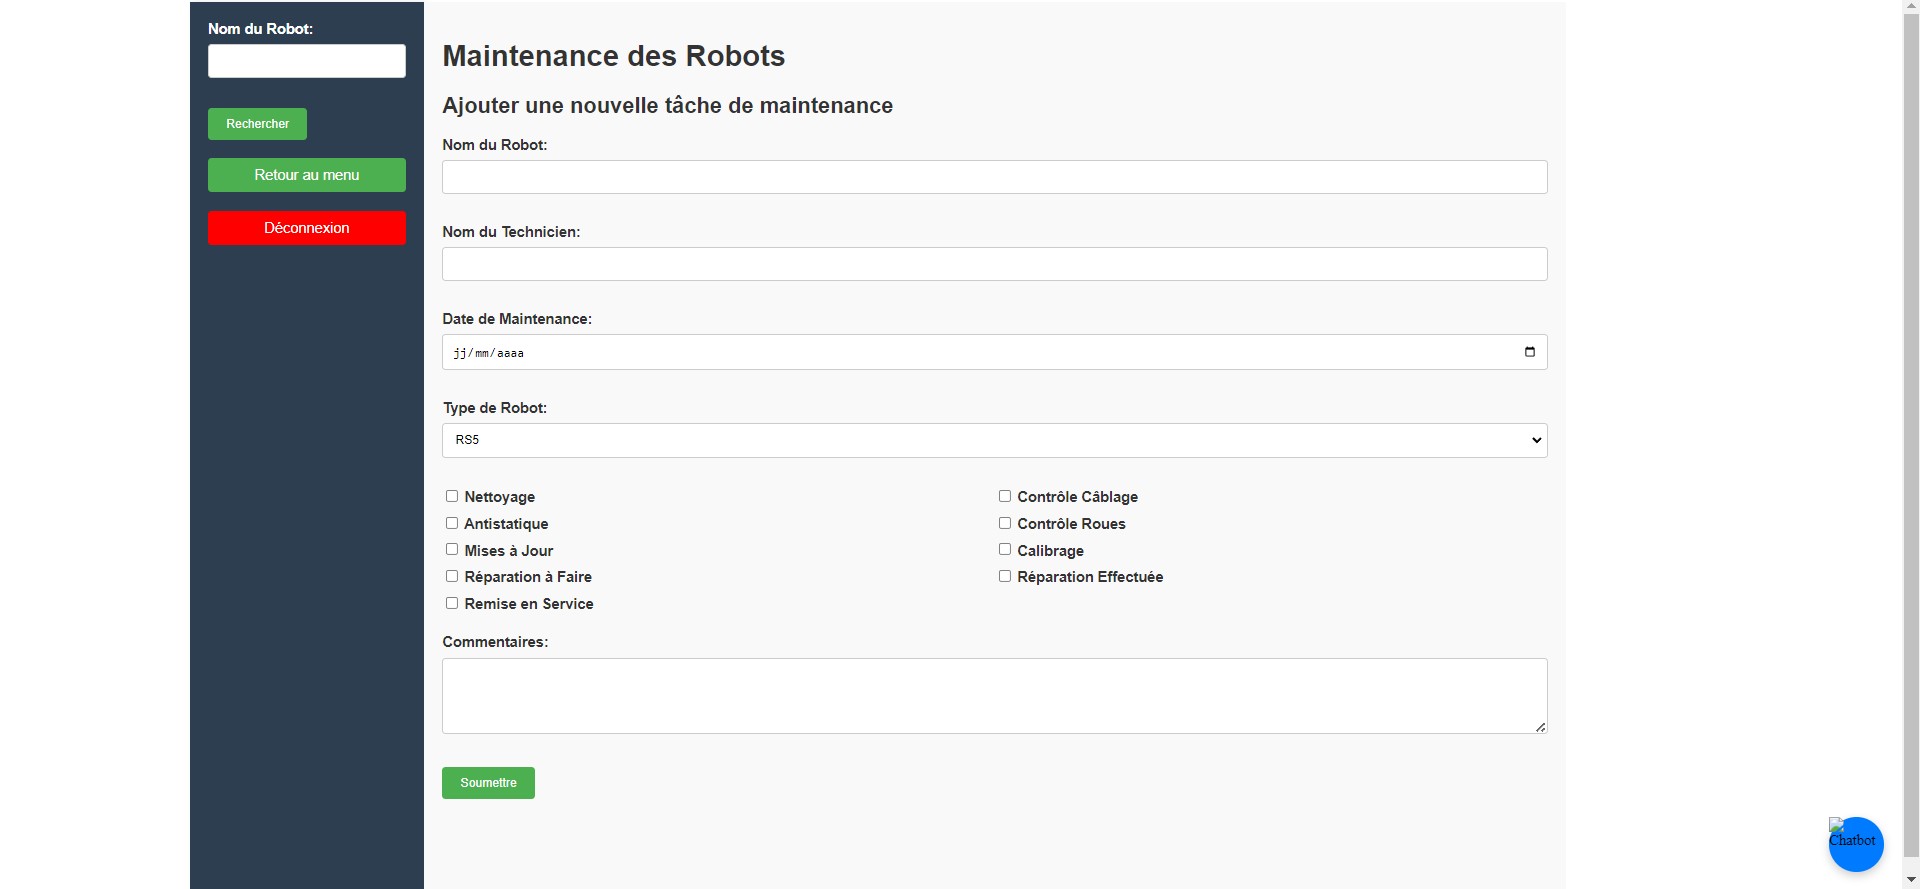 Nom du Robot:
Rechercher
Retour au menu
Déconnexion
Maintenance des Robots
Ajouter une nouvelle tâche de maintenance
Nom du Robot:
Nom du Technicien:
Date de Maintenance:
jj/mm/aaaa
Type de Robot:
RS5
Nettoyage
Contrôle Câblage
Antistatique
Contrôle Roues
Mises à Jour
Calibrage
Réparation à Faire
Réparation Effectuée
Remise en Service
Commentaires:
Soumettre
Chatbot